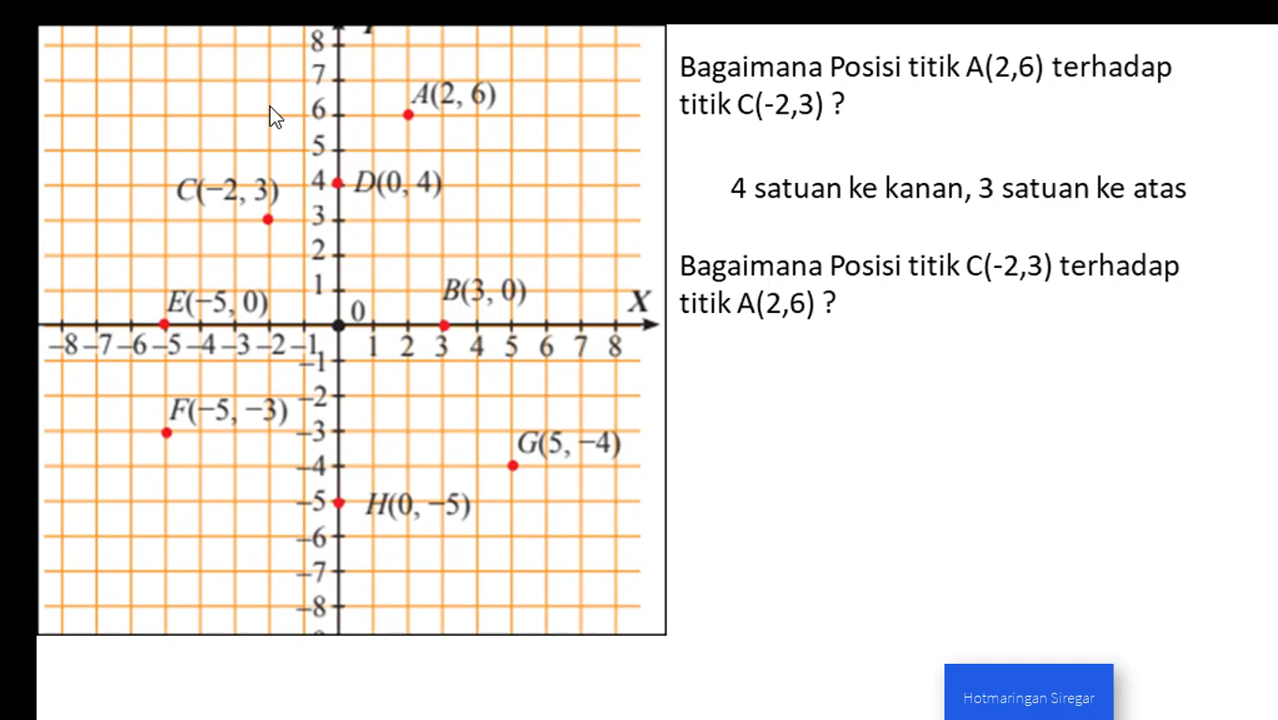 8
7
A(2, 6)
6
5
C(−2, 3)
4
D(0, 4)
3
2
E(−5, 0)
1
B(3, 0)
0
X
−8 −7 −6 −5 −4 −3 −2 −1 1 2 3 4 5 6 7 8
−1
F(−5, −3)
−2
−3
G(5, −4)
−4
−5
H(0, −5)
−6
−7
−8
Bagaimana Posisi titik A(2,6) terhadap
titik C(-2,3) ?
4 satuan ke kanan, 3 satuan ke atas
Bagaimana Posisi titik C(-2,3) terhadap
titik A(2,6) ?
Hotmaringan Siregar